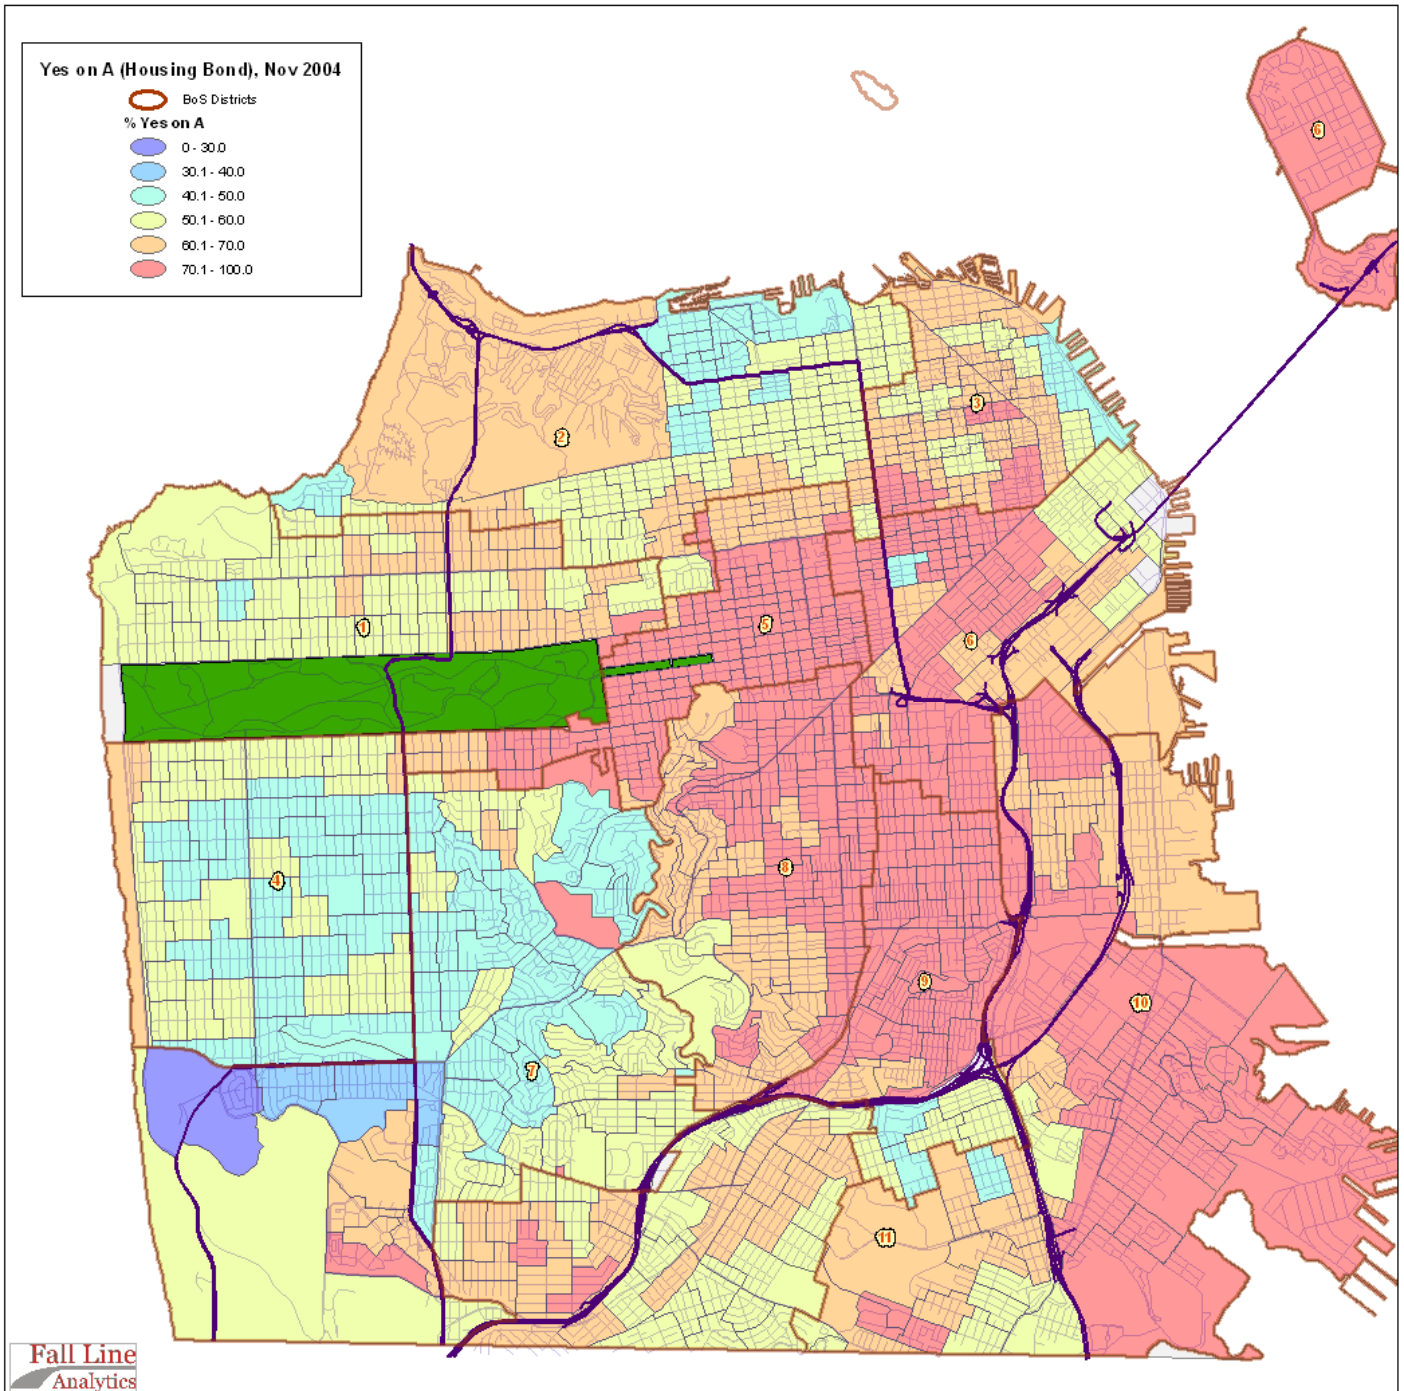 Yes on A (Housing Bond), Nov 2004
BoS Districts
% Yes on A
0 - 30.0
30.1 - 40.0
40.1 - 50.0
50.1 - 60.0
60.1 - 70.0
70.1 - 100.0
6
3
2
1
5
6
4
8
9
10
7
11
Fall Line
Analytics